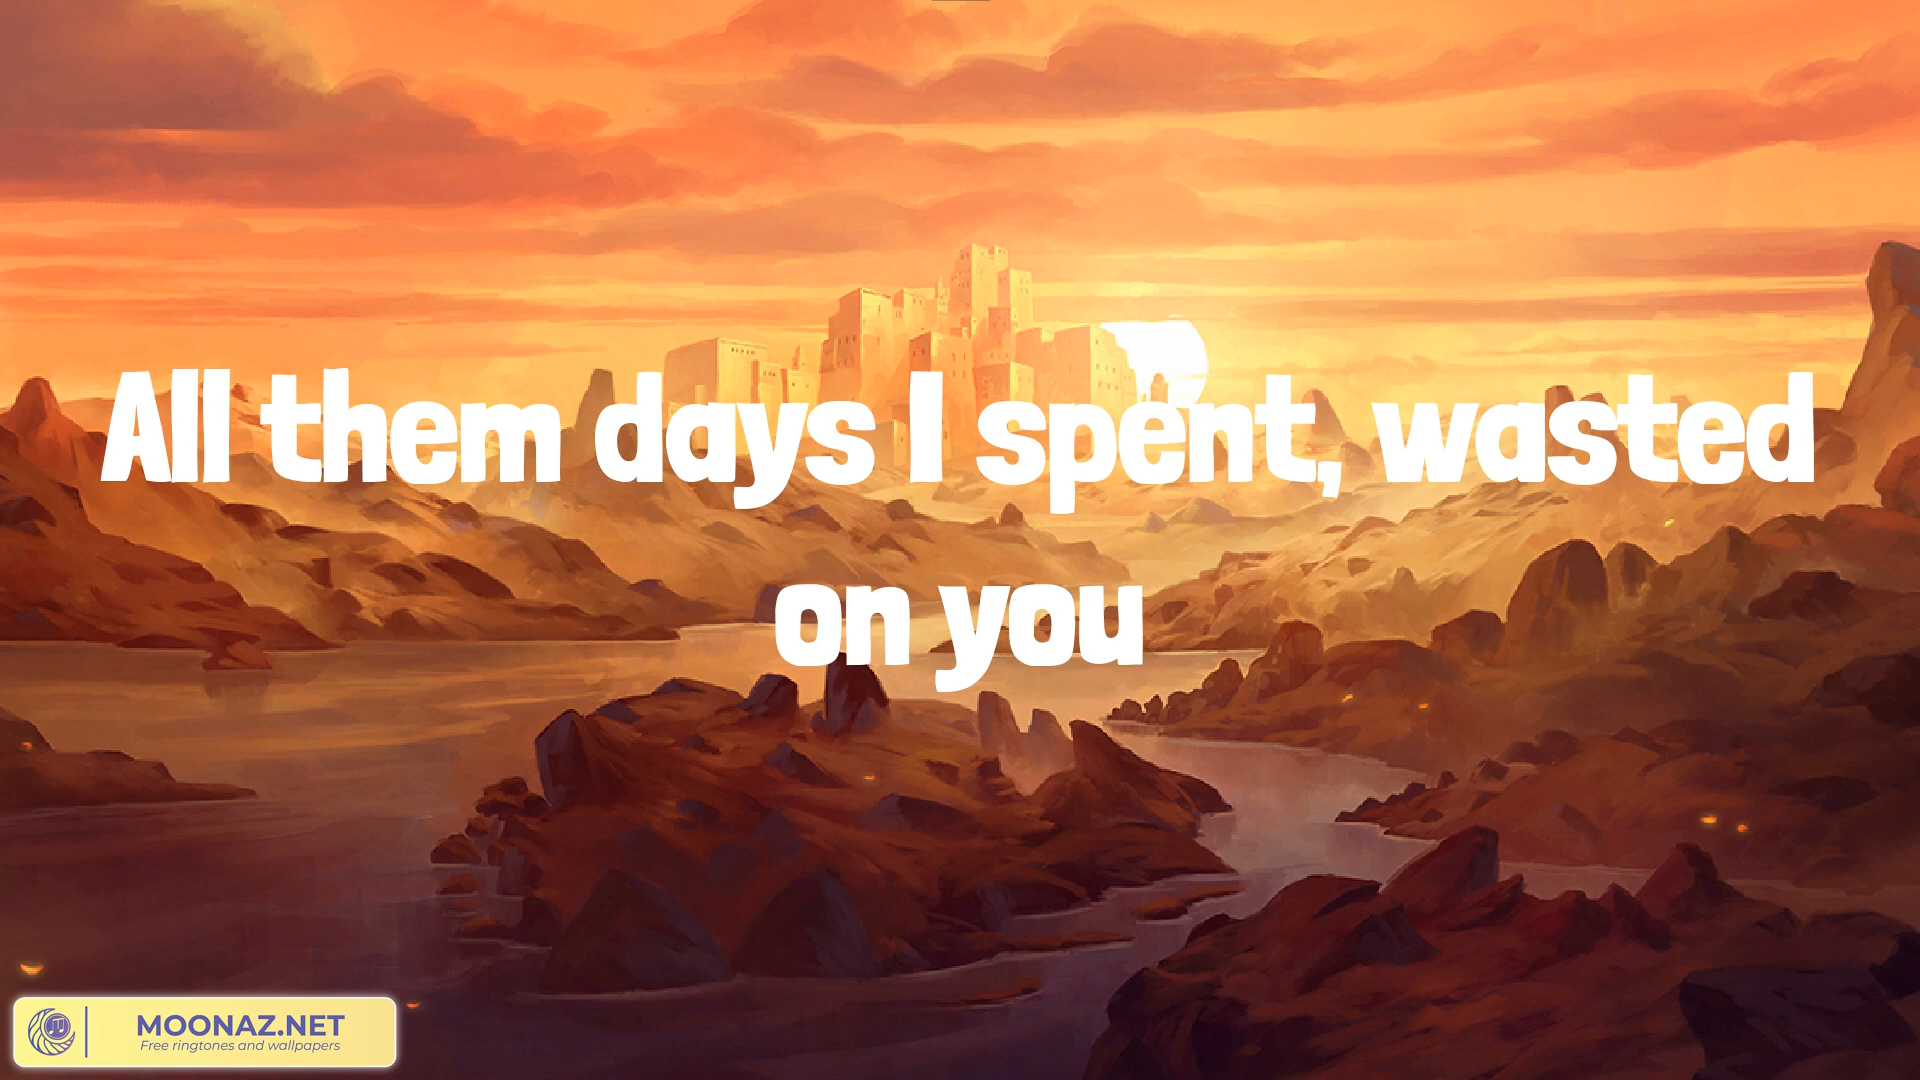 All them days I spent, wasted
on you
MOONAZ.NET
Free ringtones and wallpapers